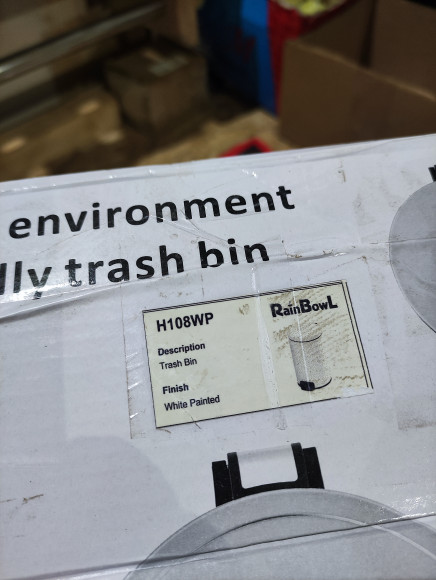 environment
lly trash bin
H108WP
RainBowL
Description
Trash Bin
Finish
White Painted